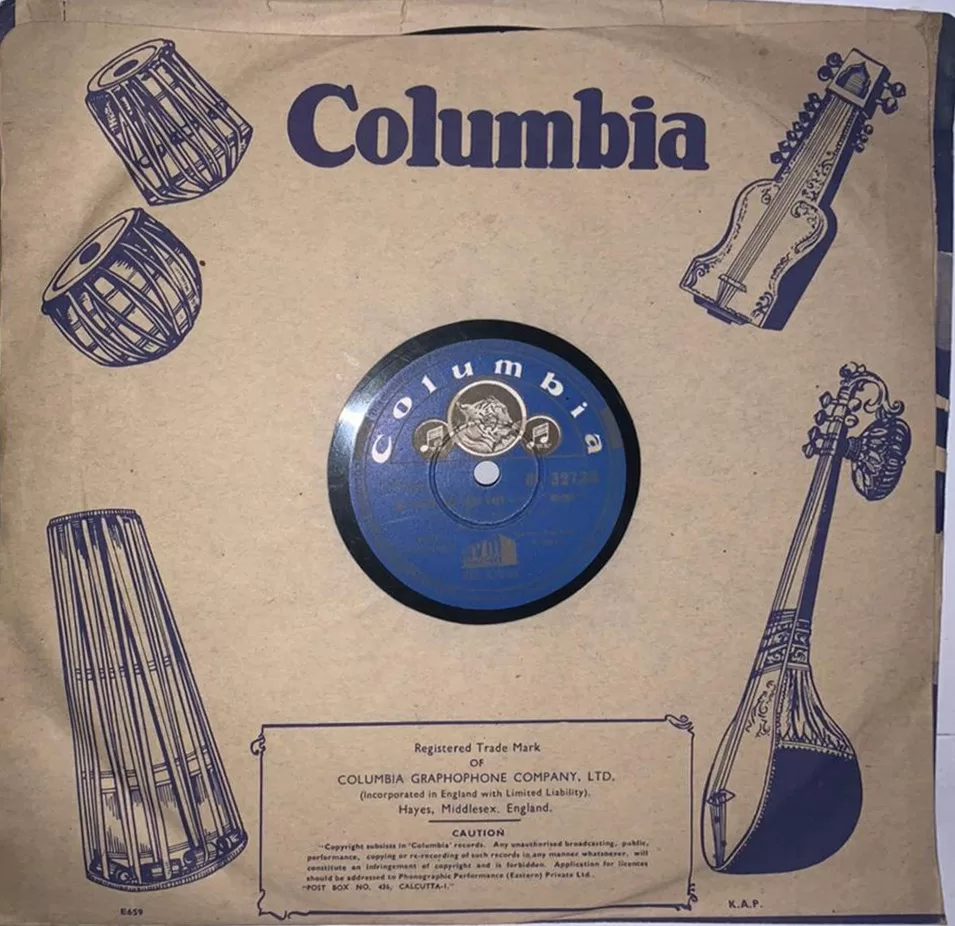 Columbia
Columbia
Registered Trade Mark
OF
COLUMBIA GRAPHOPHONE COMPANY, LTD.
(Incorporated in England with Limited Liability).
Hayes, Middlesex. England.
CAUTION
"Copyright subsists in 'Columbia' records. Any unauthorised broadcasting, public,
performance, copying or re-recording of such records in any manner whatsoever, will
constitute an infringement of copyright and is forbidden. Application for licences
should be addressed to Phonographic Performance (Eastern) Private Ltd.
"POST BOX NO. 436, CALCUTTA-1."
E659
K.A.P.